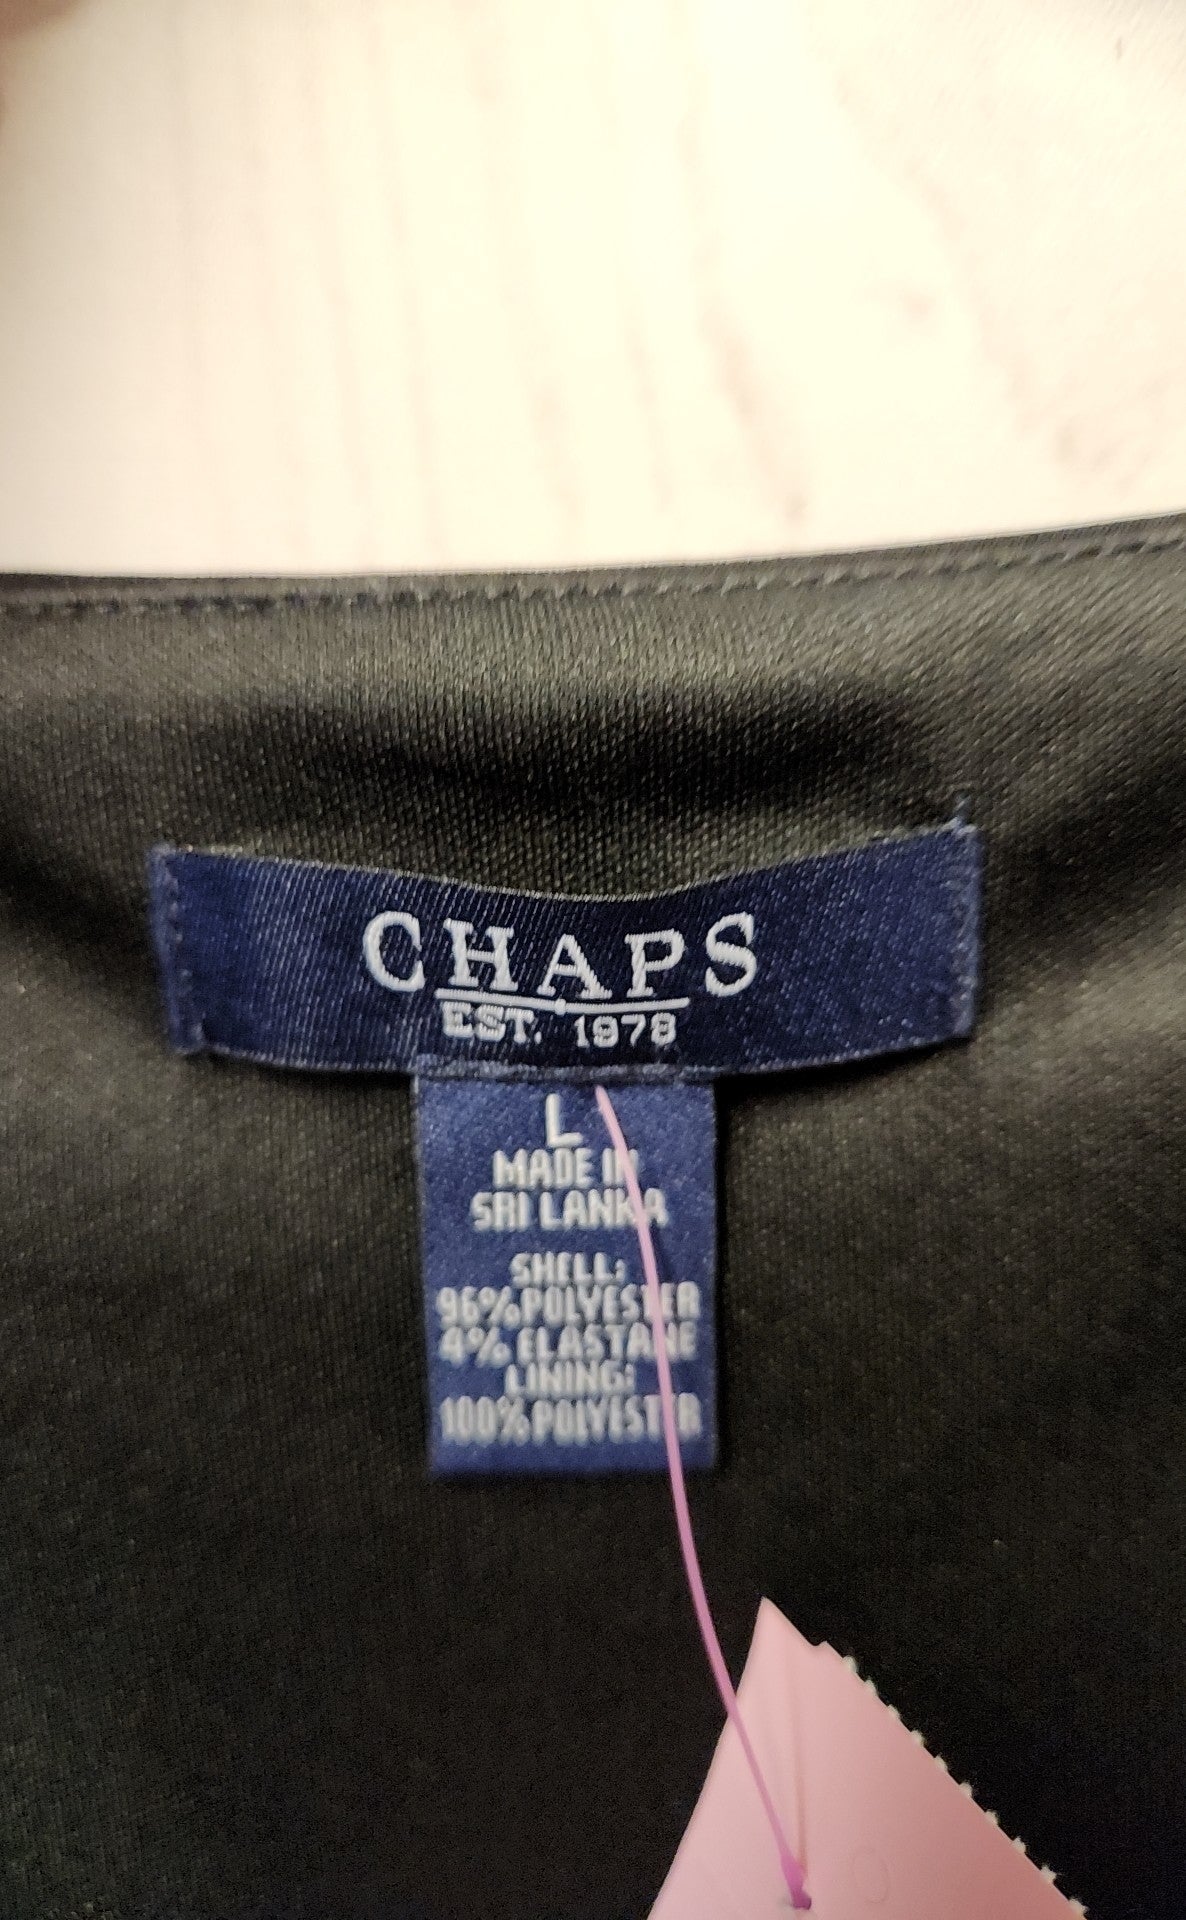 CHAPS
EST. 1978
L
MADE IN
SRI LANKA
SHELL:
96% POLYESTER
4% ELASTANE
LINING:
100% POLYESTER